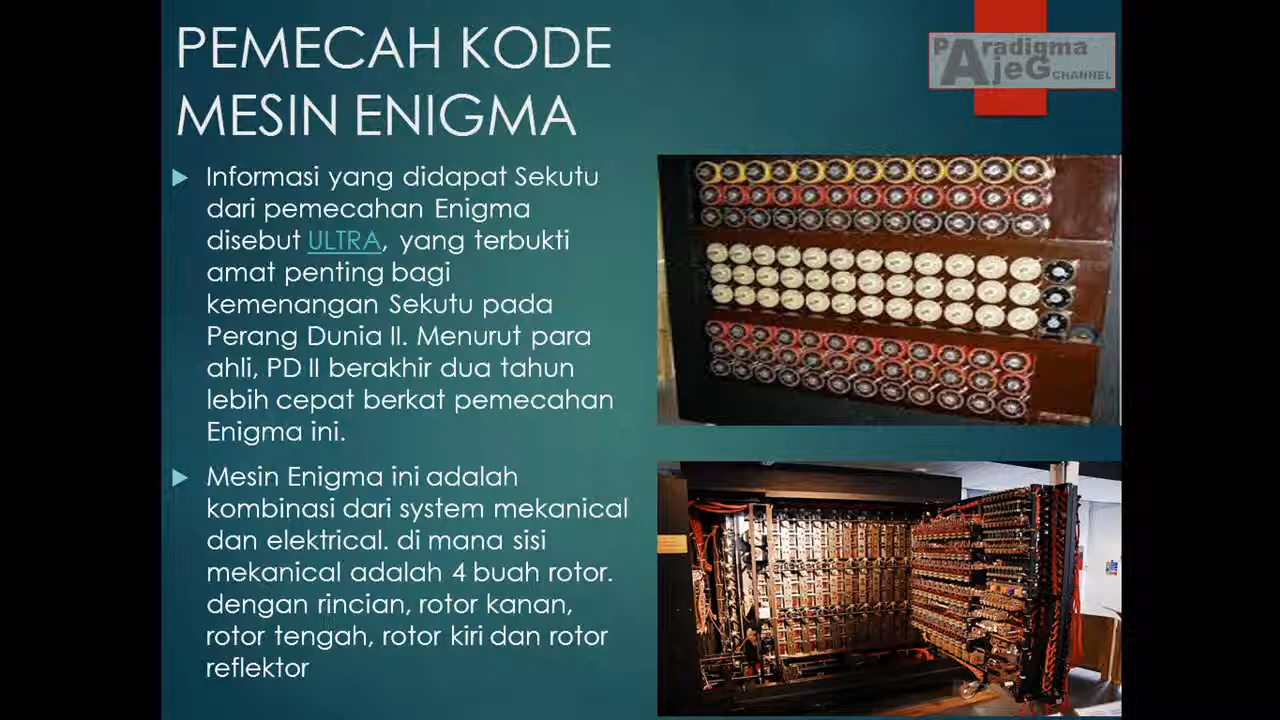 PEMECAH KODE
MESIN ENIGMA
Paradigma
AjeG CHANNEL
Informasi yang didapat Sekutu
dari pemecahan Enigma
disebut ULTRA, yang terbukti
amat penting bagi
kemenangan Sekutu pada
Perang Dunia II. Menurut para
ahli, PD II berakhir dua tahun
lebih cepat berkat pemecahan
Enigma ini.
Mesin Enigma ini adalah
kombinasi dari system mekanical
dan elektrical. di mana sisi
mekanical adalah 4 buah rotor.
dengan rincian, rotor kanan,
rotor tengah, rotor kiri dan rotor
reflektor